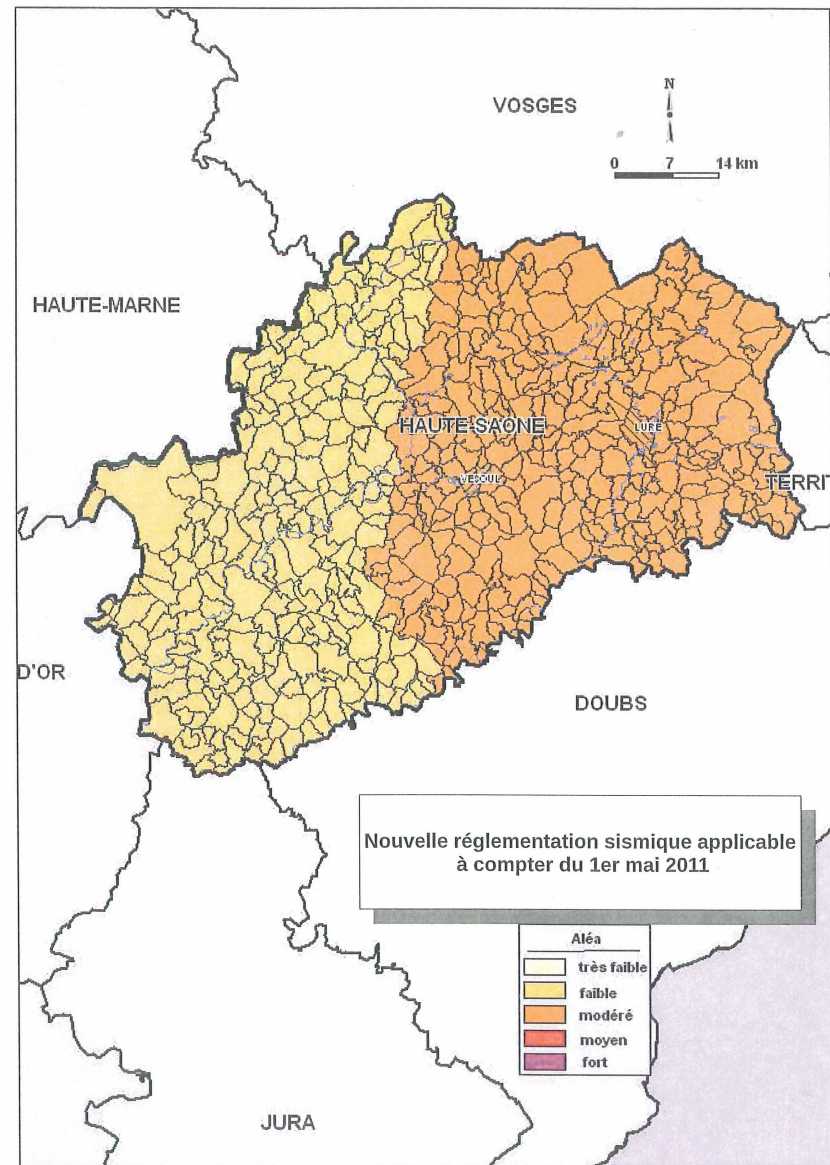 VOSGES
N
0 7 14 km
HAUTE-MARNE
HAUTE-SAONE
LURE
VESOUL
TERRIT
D'OR
DOUBS
Nouvelle réglementation sismique applicable
à compter du 1er mai 2011
Aléa
très faible
faible
modéré
moyen
fort
JURA